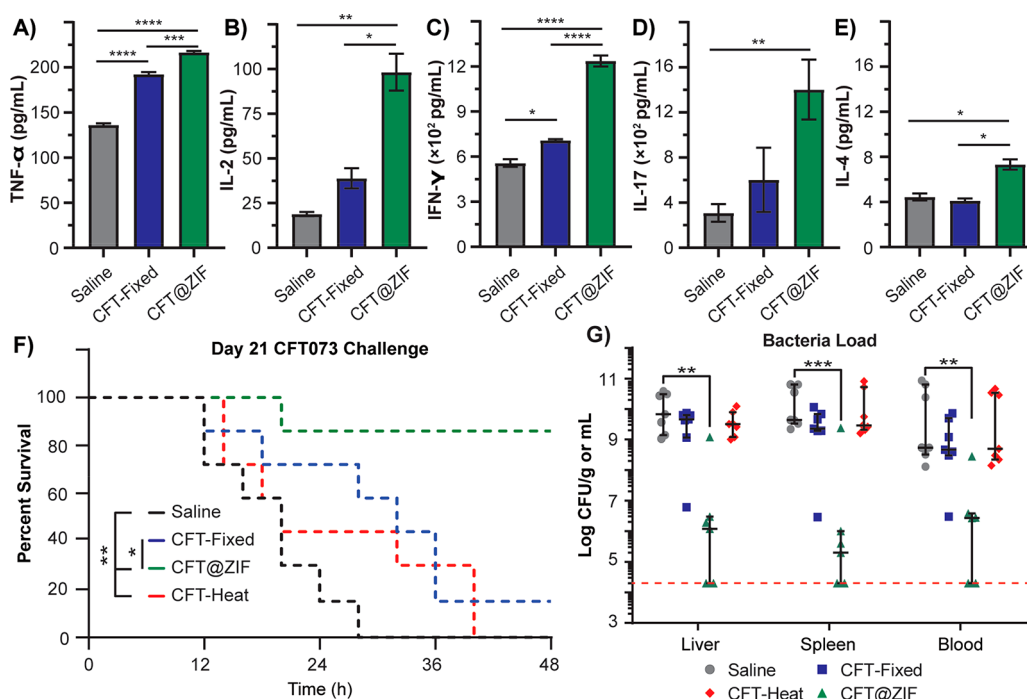 A)
TNF-α (pg/mL)
250
200
150
100
50
0
****
****
***
Saline
CFT-Fixed
CFT@ZIF
B)
IL-2 (pg/mL)
100
75
50
25
0
**
*
Saline
CFT-Fixed
CFT@ZIF
C)
IFN-γ (×10² pg/mL)
12
9
6
3
0
****
****
*
Saline
CFT-Fixed
CFT@ZIF
D)
IL-17 (×10² pg/mL)
16
12
8
4
0
**
Saline
CFT-Fixed
CFT@ZIF
E)
IL-4 (pg/mL)
16
12
8
4
0
*
*
Saline
CFT-Fixed
CFT@ZIF
F)
Day 21 CFT073 Challenge
Percent Survival
100
80
60
40
20
0
** * Saline
CFT-Fixed
CFT@ZIF
CFT-Heat
0 12 24 36 48
Time (h)
G)
Bacteria Load
Log CFU/g or mL
11
9
7
5
3
** *** **
Liver Spleen Blood
Saline CFT-Fixed
CFT-Heat CFT@ZIF